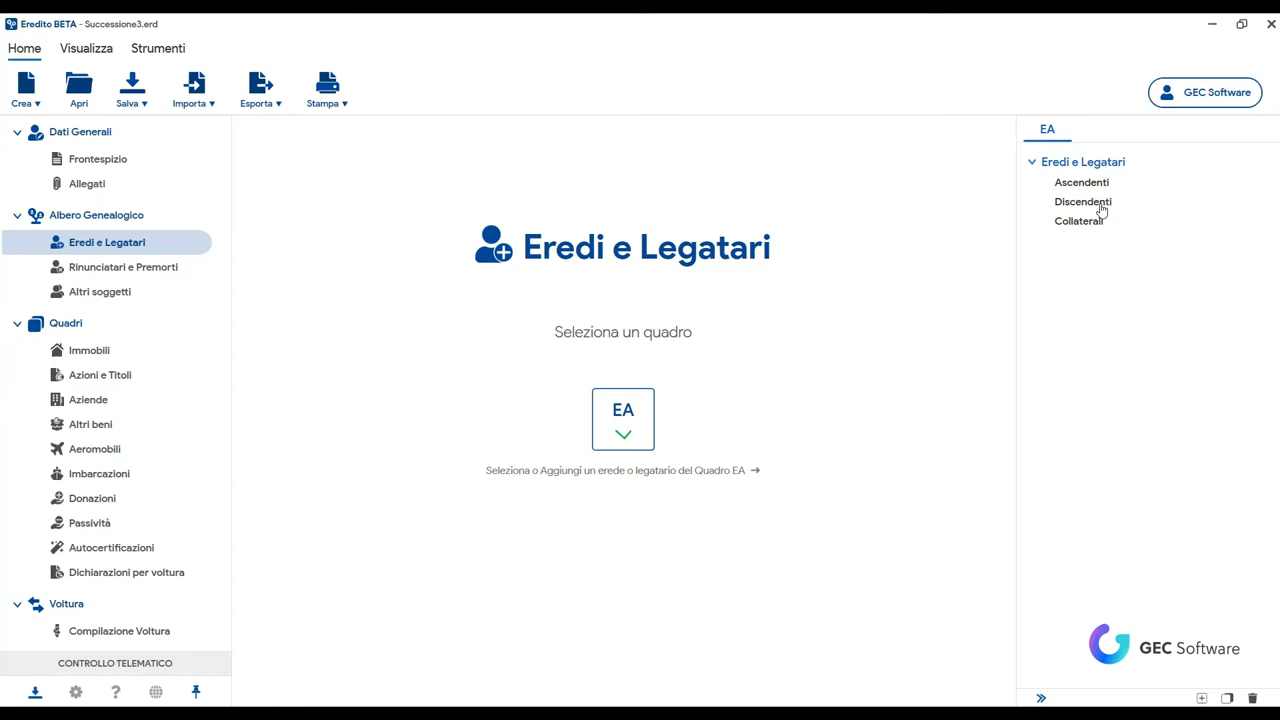 Eredito BETA - Successione3.erd
Home Visualizza Strumenti
Crea Apri Salva Importa Esporta Stampa
GEC Software
Dati Generali
Frontespizio
Allegati
Albero Genealogico
Eredi e Legatari
Rinunciatari e Premorti
Altri soggetti
Quadri
Immobili
Azioni e Titoli
Aziende
Altri beni
Aeromobili
Imbarcazioni
Donazioni
Passività
Autocertificazioni
Dichiarazioni per voltura
Voltura
Compilazione Voltura
CONTROLLO TELEMATICO
Eredi e Legatari
Seleziona un quadro
EA
Seleziona o Aggiungi un erede o legatario del Quadro EA →
EA
Eredi e Legatari
Ascendenti
Discendenti
Collaterali
GEC Software